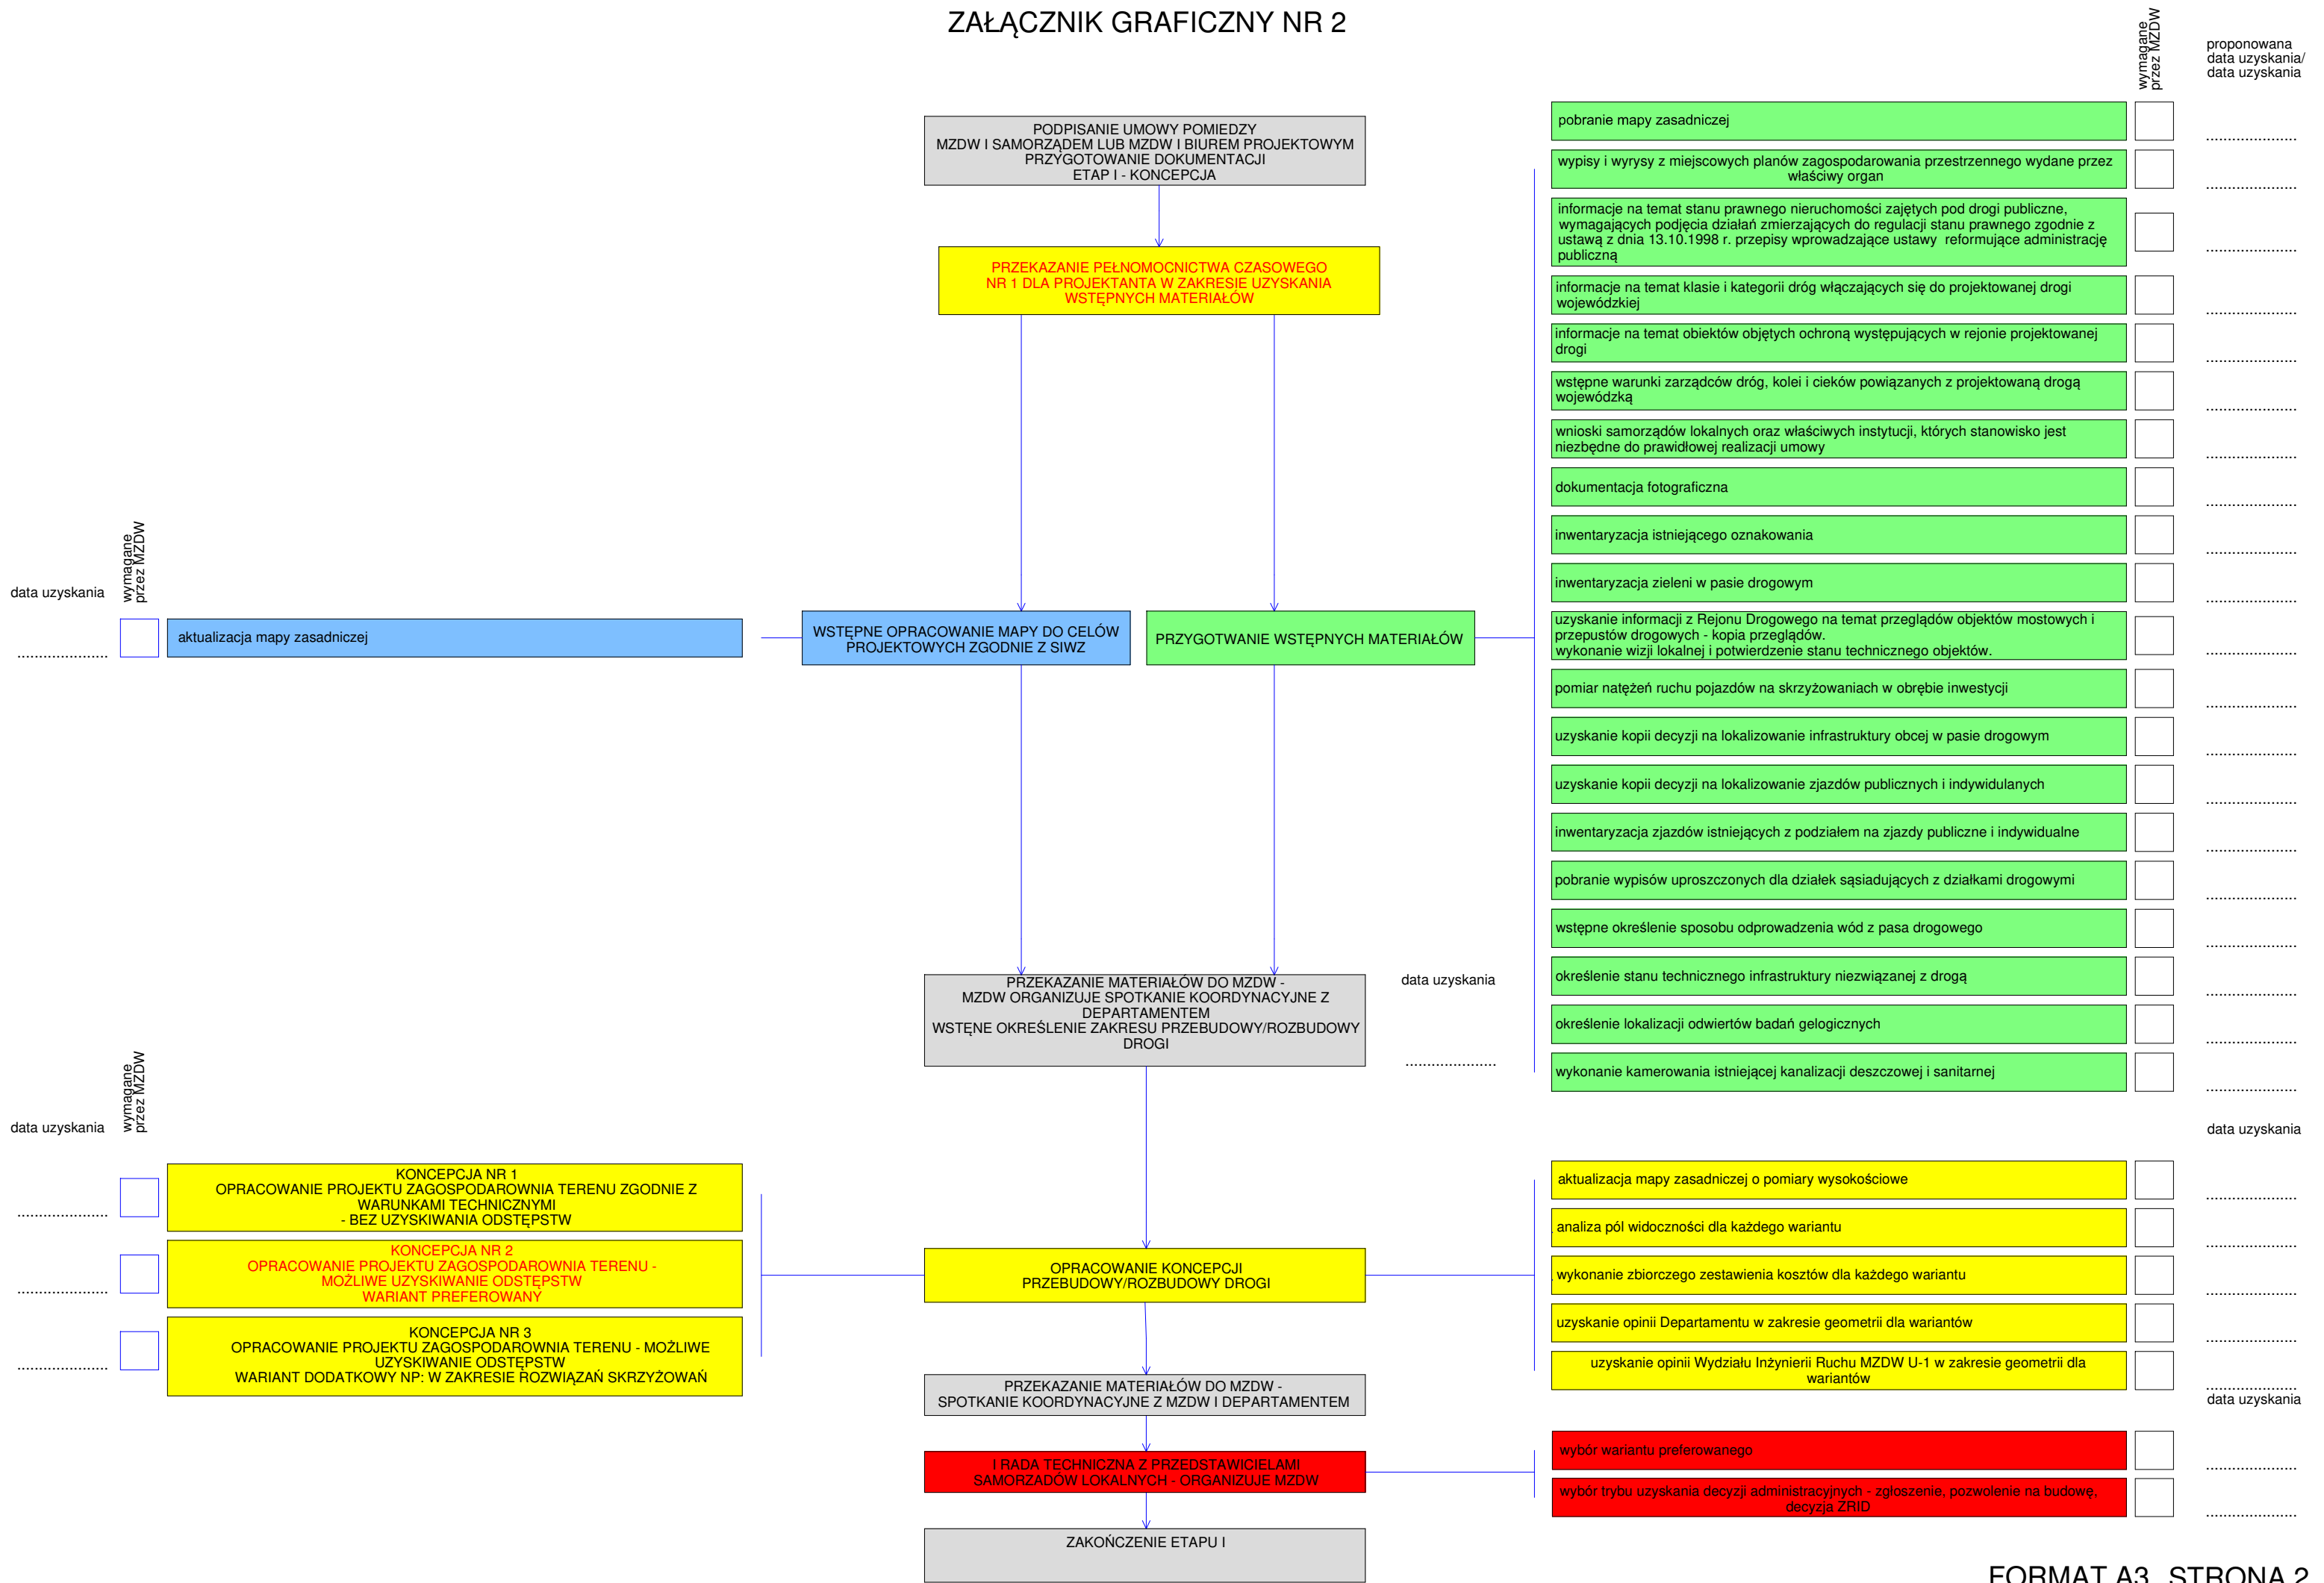 ZAŁĄCZNIK GRAFICZNY NR 2
wymagane
przez MZDW
proponowana
data uzyskania/
data uzyskania
PODPISANIE UMOWY POMIEDZY
MZDW I SAMORZĄDEM LUB MZDW I BIUREM PROJEKTOWYM
PRZYGOTOWANIE DOKUMENTACJI
ETAP I - KONCEPCJA
PRZEKAZANIE PEŁNOMOCNICTWA CZASOWEGO
NR 1 DLA PROJEKTANTA W ZAKRESIE UZYSKANIA
WSTĘPNYCH MATERIAŁÓW
pobranie mapy zasadniczej
.....................
wypisy i wyrysy z miejscowych planów zagospodarowania przestrzennego wydane przez
właściwy organ
.....................
informacje na temat stanu prawnego nieruchomości zajętych pod drogi publiczne,
wymagających podjęcia działań zmierzających do regulacji stanu prawnego zgodnie z
ustawą z dnia 13.10.1998 r. przepisy wprowadzające ustawy  reformujące administrację
publiczną
.....................
informacje na temat klasie i kategorii dróg włączających się do projektowanej drogi
wojewódzkiej
.....................
informacje na temat obiektów objętych ochroną występujących w rejonie projektowanej
drogi
.....................
wstępne warunki zarządców dróg, kolei i cieków powiązanych z projektowaną drogą
wojewódzką
.....................
wnioski samorządów lokalnych oraz właściwych instytucji, których stanowisko jest
niezbędne do prawidłowej realizacji umowy
.....................
dokumentacja fotograficzna
.....................
inwentaryzacja istniejącego oznakowania
.....................
inwentaryzacja zieleni w pasie drogowym
.....................
data uzyskania
wymagane
przez MZDW
.....................
aktualizacja mapy zasadniczej
WSTĘPNE OPRACOWANIE MAPY DO CELÓW
PROJEKTOWYCH ZGODNIE Z SIWZ
PRZYGOTWANIE WSTĘPNYCH MATERIAŁÓW
uzyskanie informacji z Rejonu Drogowego na temat przeglądów objektów mostowych i
przepustów drogowych - kopia przeglądów.
wykonanie wizji lokalnej i potwierdzenie stanu technicznego objektów.
.....................
pomiar natężeń ruchu pojazdów na skrzyżowaniach w obrębie inwestycji
.....................
uzyskanie kopii decyzji na lokalizowanie infrastruktury obcej w pasie drogowym
.....................
uzyskanie kopii decyzji na lokalizowanie zjazdów publicznych i indywidulanych
.....................
inwentaryzacja zjazdów istniejących z podziałem na zjazdy publiczne i indywidualne
.....................
pobranie wypisów uproszczonych dla działek sąsiadujących z działkami drogowymi
.....................
wstępne określenie sposobu odprowadzenia wód z pasa drogowego
.....................
określenie stanu technicznego infrastruktury niezwiązanej z drogą
.....................
określenie lokalizacji odwiertów badań gelogicznych
.....................
wykonanie kamerowania istniejącej kanalizacji deszczowej i sanitarnej
.....................
PRZEKAZANIE MATERIAŁÓW DO MZDW -
MZDW ORGANIZUJE SPOTKANIE KOORDYNACYJNE Z
DEPARTAMENTEM
WSTĘNE OKREŚLENIE ZAKRESU PRZEBUDOWY/ROZBUDOWY
DROGI
data uzyskania
.....................
data uzyskania
wymagane
przez MZDW
.....................
KONCEPCJA NR 1
OPRACOWANIE PROJEKTU ZAGOSPODAROWNIA TERENU ZGODNIE Z
WARUNKAMI TECHNICZNYMI
- BEZ UZYSKIWANIA ODSTĘPSTW
.....................
KONCEPCJA NR 2
OPRACOWANIE PROJEKTU ZAGOSPODAROWNIA TERENU -
MOŻLIWE UZYSKIWANIE ODSTĘPSTW
WARIANT PREFEROWANY
.....................
KONCEPCJA NR 3
OPRACOWANIE PROJEKTU ZAGOSPODAROWNIA TERENU - MOŻLIWE
UZYSKIWANIE ODSTĘPSTW
WARIANT DODATKOWY NP: W ZAKRESIE ROZWIĄZAŃ SKRZYŻOWAŃ
OPRACOWANIE KONCEPCJI
PRZEBUDOWY/ROZBUDOWY DROGI
data uzyskania
aktualizacja mapy zasadniczej o pomiary wysokościowe
.....................
analiza pól widoczności dla każdego wariantu
.....................
wykonanie zbiorczego zestawienia kosztów dla każdego wariantu
.....................
uzyskanie opinii Departamentu w zakresie geometrii dla wariantów
.....................
uzyskanie opinii Wydziału Inżynierii Ruchu MZDW U-1 w zakresie geometrii dla
wariantów
.....................
PRZEKAZANIE MATERIAŁÓW DO MZDW -
SPOTKANIE KOORDYNACYJNE Z MZDW I DEPARTAMENTEM
data uzyskania
I RADA TECHNICZNA Z PRZEDSTAWICIELAMI
SAMORZADÓW LOKALNYCH - ORGANIZUJE MZDW
wybór wariantu preferowanego
.....................
wybór trybu uzyskania decyzji administracyjnych - zgłoszenie, pozwolenie na budowę,
decyzja ZRID
.....................
ZAKOŃCZENIE ETAPU I
FORMAT A3  STRONA 2